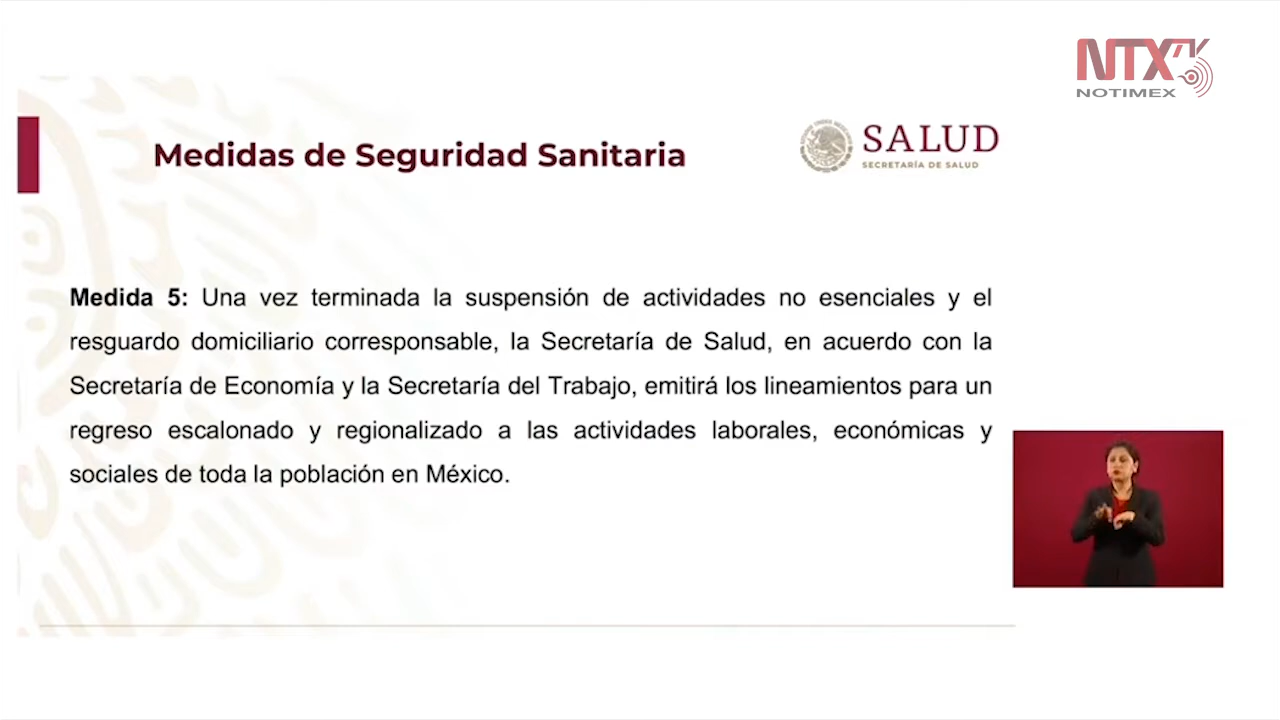 NTX TV
NOTIMEX
Medidas de Seguridad Sanitaria
SALUD
SECRETARÍA DE SALUD
Medida 5: Una vez terminada la suspensión de actividades no esenciales y el
resguardo domiciliario corresponsable, la Secretaría de Salud, en acuerdo con la
Secretaría de Economía y la Secretaría del Trabajo, emitirá los lineamientos para un
regreso escalonado y regionalizado a las actividades laborales, económicas y
sociales de toda la población en México.